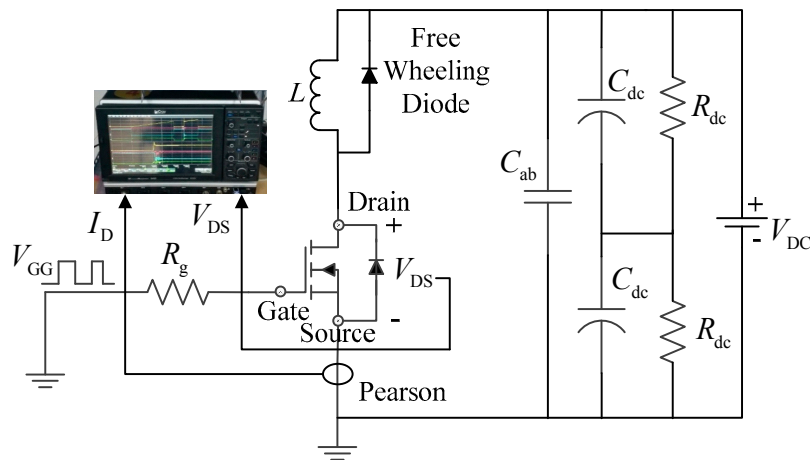 Free
Wheeling
Diode
L
C_dc
R_dc
C_ab
Drain
I_D
V_DS
+
+
V_GG
R_g
V_DS
-
V_DC
C_dc
Gate
Source
-
R_dc
Pearson